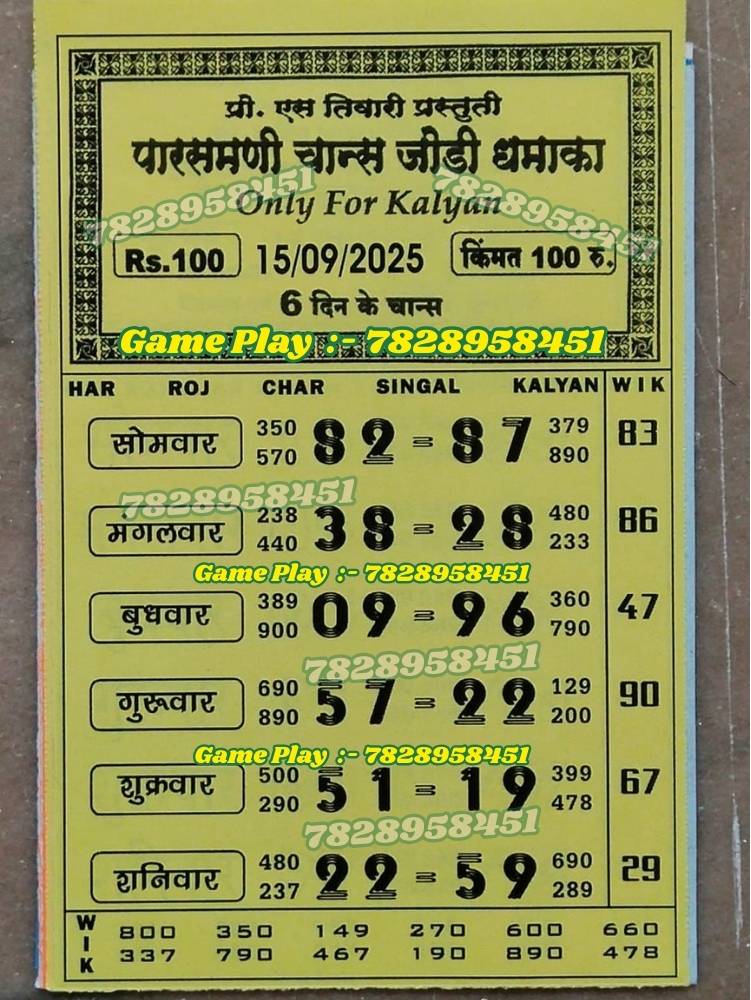 प्री. एस तिवारी प्रस्तुती
पारसमणी चान्स जीडी धमाका
7828958451 7828958451
Only For Kalyan
Rs.100 15/09/2025 किंमत 100 रु.
6 दिन के चान्स
Game Play :- 7828958451
HAR ROJ CHAR SINGAL KALYAN WIK
सोमवार 350 570 82=87 379 890 83
7828958451
मगलवार 238 440 38=28 480 233 86
Game Play :- 7828958451
बुधवार 389 900 09=96 360 790 47
7828958451
गुरूवार 690 890 57=22 129 200 90
Game Play :- 7828958451
शुक्रवार 500 290 51=19 399 478 67
7828958451
शनिवार 480 237 22=59 690 289 29
WIK 800 350 149 270 600 660
337 790 467 190 890 478